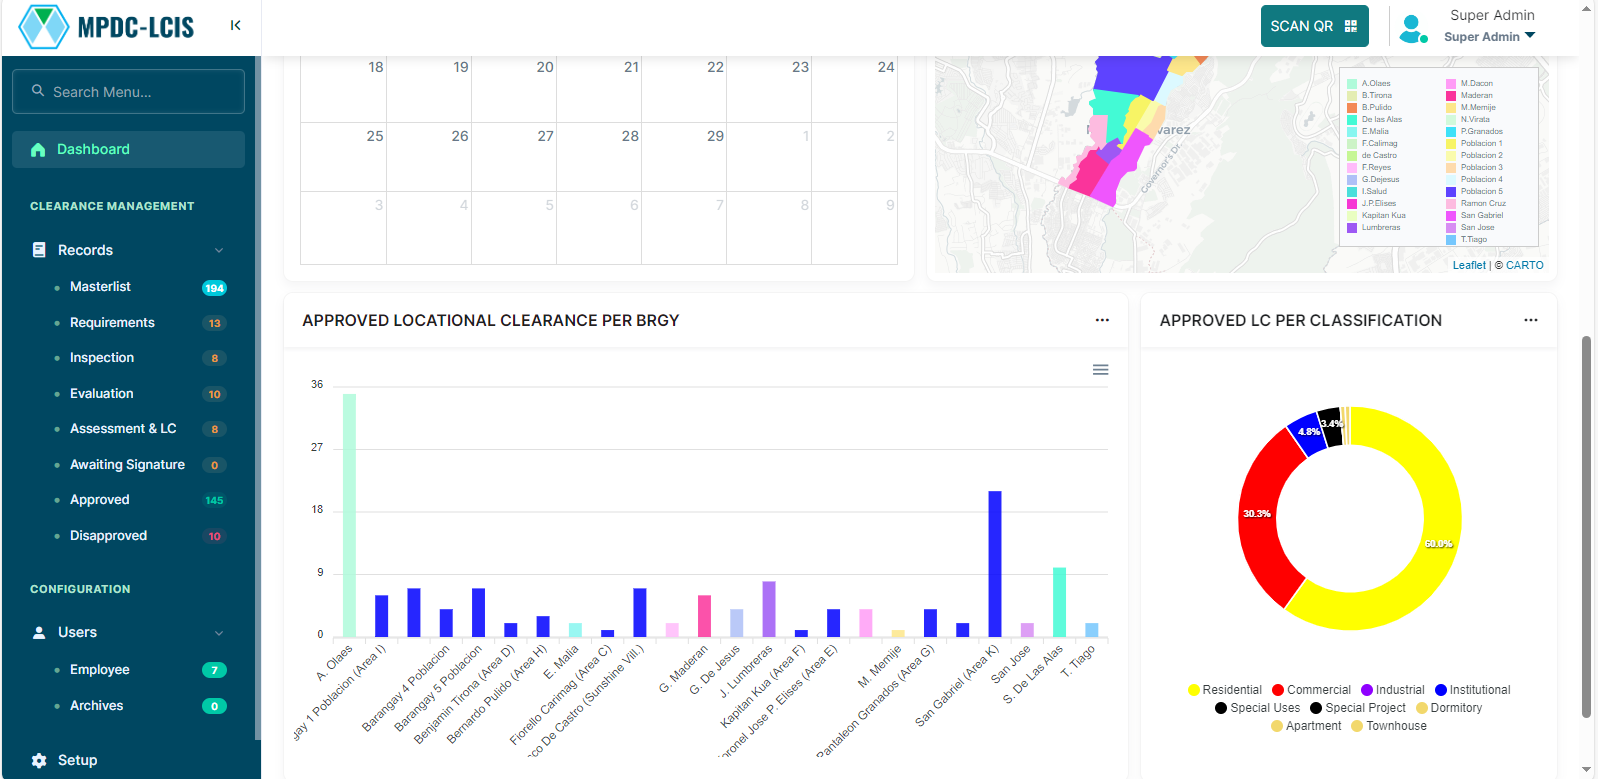 MPDC-LCIS
SCAN QR
Super Admin
Super Admin
Search Menu...
Dashboard
CLEARANCE MANAGEMENT
Records
Masterlist 194
Requirements 13
Inspection 8
Evaluation 10
Assessment & LC 8
Awaiting Signature 0
Approved 145
Disapproved 10
CONFIGURATION
Users
Employee 7
Archives 0
Setup
18 19 20 21 22 23 24
25 26 27 28 29 1 2
3 4 5 6 7 8 9
varez
Governor's Dr.
A.Olaes
B.Tirona
B.Pulido
De las Alas
E.Malia
F.Calimag
de Castro
F.Reyes
G.Dejesus
I.Salud
J.P.Elises
Kapitan Kua
Lumbreras
M.Dacon
Maderan
M.Memije
N.Virata
P.Granados
Poblacion 1
Poblacion 2
Poblacion 3
Poblacion 4
Poblacion 5
Ramon Cruz
San Gabriel
San Jose
T.Tiago
Leaflet | © CARTO
APPROVED LOCATIONAL CLEARANCE PER BRGY
36
27
18
9
0
A. Olaes
gay 1 Poblacion (Area I)
Barangay 4 Poblacion
Barangay 5 Poblacion
Benjamin Tirona (Area D)
Bernardo Pulido (Area H)
E. Malia
Fiorello Carimag (Area C)
sco De Castro (Sunshine Vill.)
G. Maderan
G. De Jesus
J. Lumbreras
Kapitan Kua (Area F)
oronel Jose P. Elises (Area E)
M. Memije
Pantaleon Granados (Area G)
San Gabriel (Area K)
San Jose
S. De Las Alas
T. Tiago
APPROVED LC PER CLASSIFICATION
60.0%
30.3%
4.8%
3.4%
Residential Commercial Industrial Institutional
Special Uses Special Project Dormitory
Apartment Townhouse